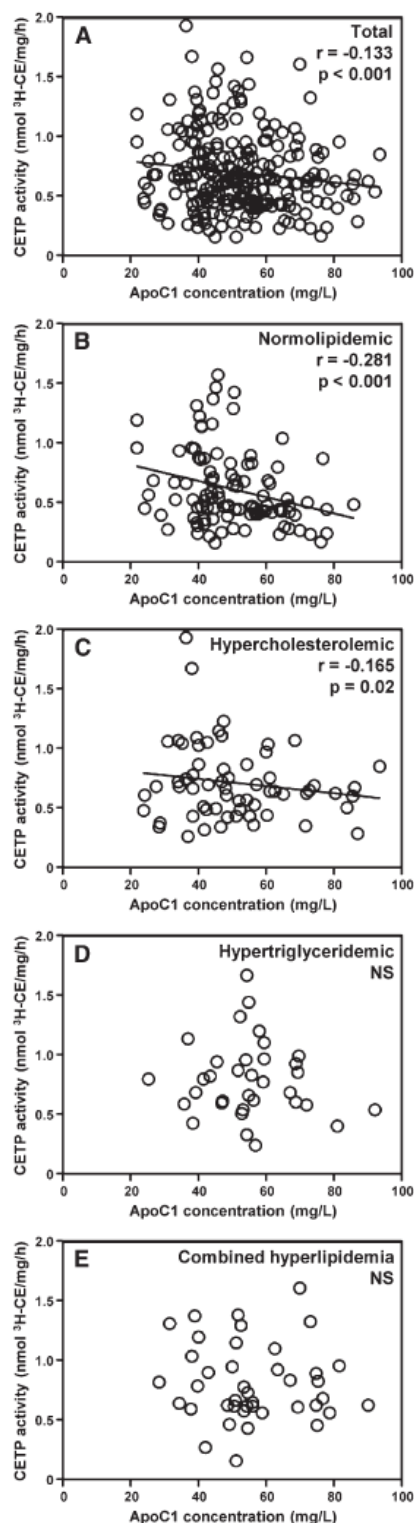 A
Total
r = -0.133
p < 0.001
CETP activity (nmol ³H-CE/mg/h)
2.0
1.5
1.0
0.5
0
0 20 40 60 80 100
ApoC1 concentration (mg/L)
B
Normolipidemic
r = -0.281
p < 0.001
CETP activity (nmol ³H-CE/mg/h)
2.0
1.5
1.0
0.5
0
0 20 40 60 80 100
ApoC1 concentration (mg/L)
C
Hypercholesterolemic
r = -0.165
p = 0.02
CETP activity (nmol ³H-CE/mg/h)
2.0
1.5
1.0
0.5
0
0 20 40 60 80 100
ApoC1 concentration (mg/L)
D
Hypertriglyceridemic
NS
CETP activity (nmol ³H-CE/mg/h)
2.0
1.5
1.0
0.5
0
0 20 40 60 80 100
ApoC1 concentration (mg/L)
E
Combined hyperlipidemia
NS
CETP activity (nmol ³H-CE/mg/h)
2.0
1.5
1.0
0.5
0
0 20 40 60 80 100
ApoC1 concentration (mg/L)